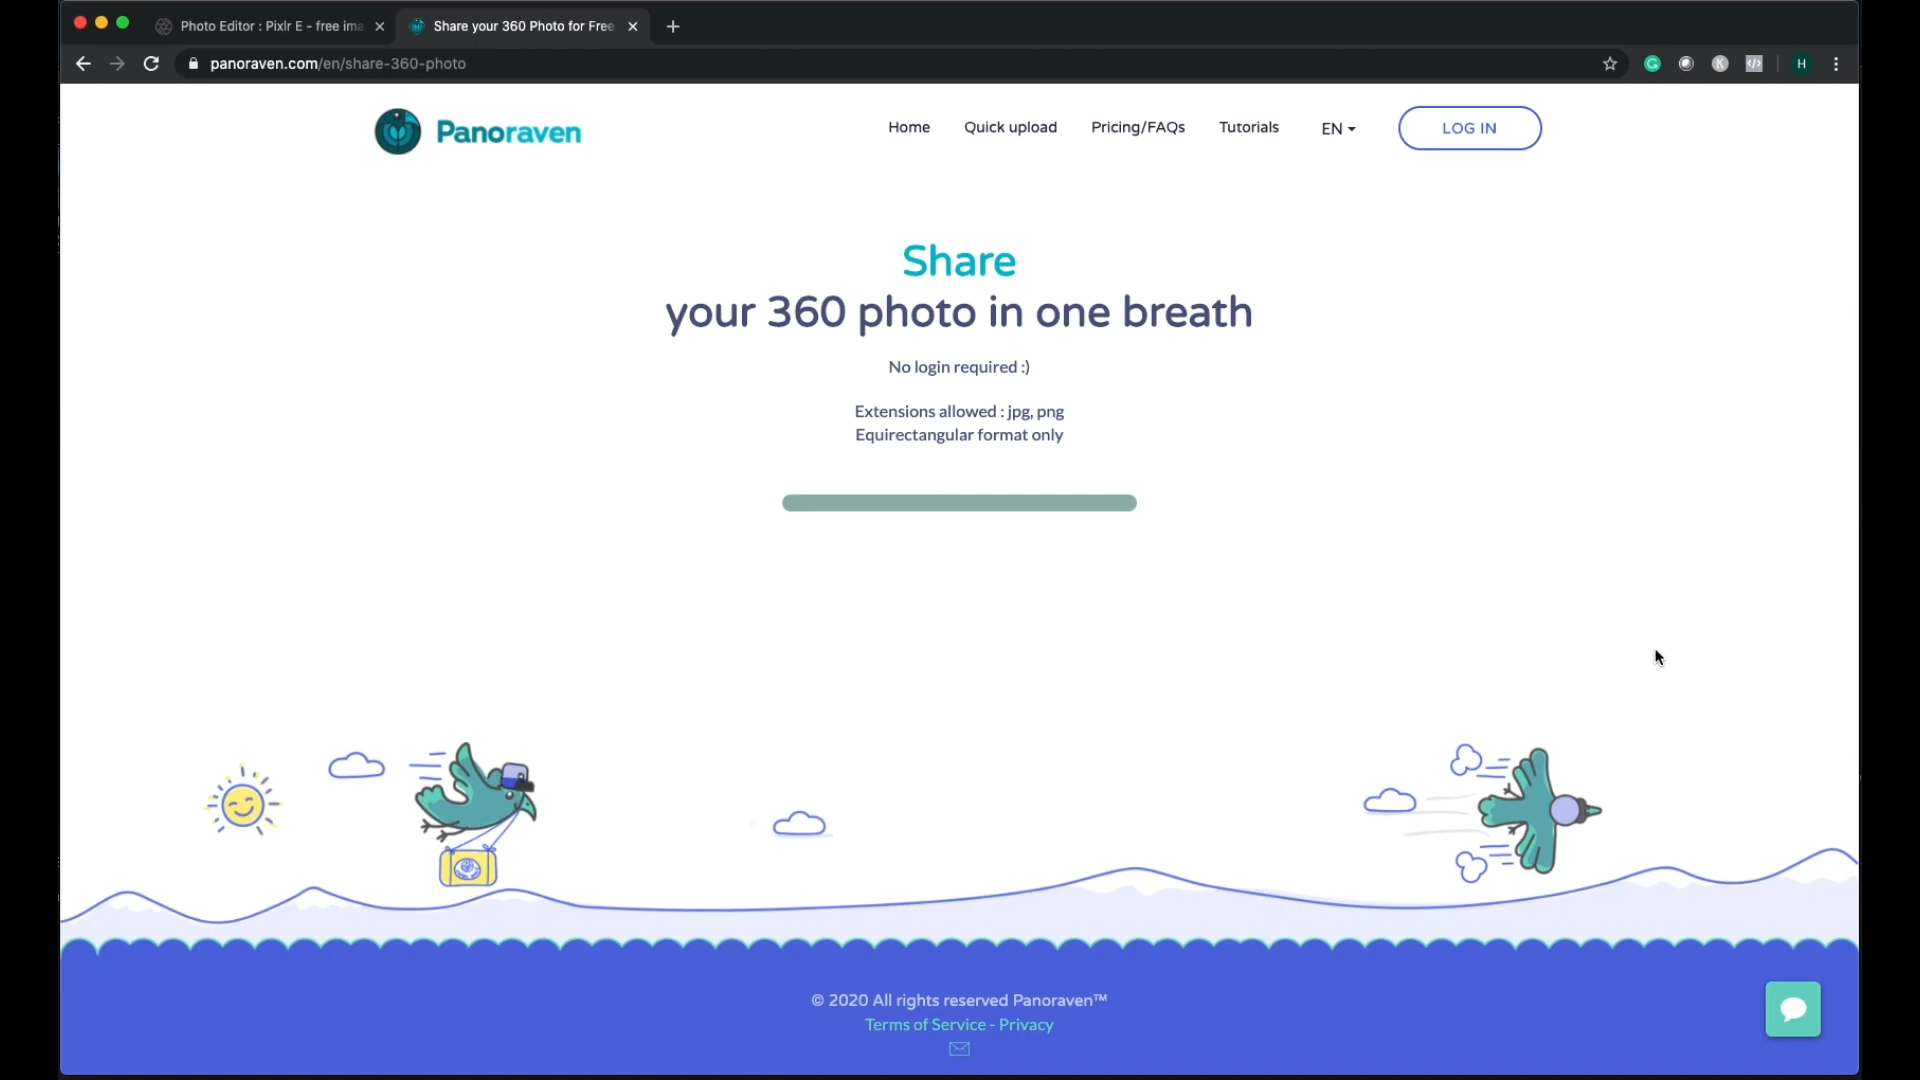 Photo Editor : Pixlr E - free ima
Share your 360 Photo for Free
panoraven.com/en/share-360-photo
H
Panoraven
Home
Quick upload
Pricing/FAQs
Tutorials
EN
LOG IN
Share
your 360 photo in one breath
No login required :)
Extensions allowed : jpg, png
Equirectangular format only
© 2020 All rights reserved Panoraven™
Terms of Service - Privacy